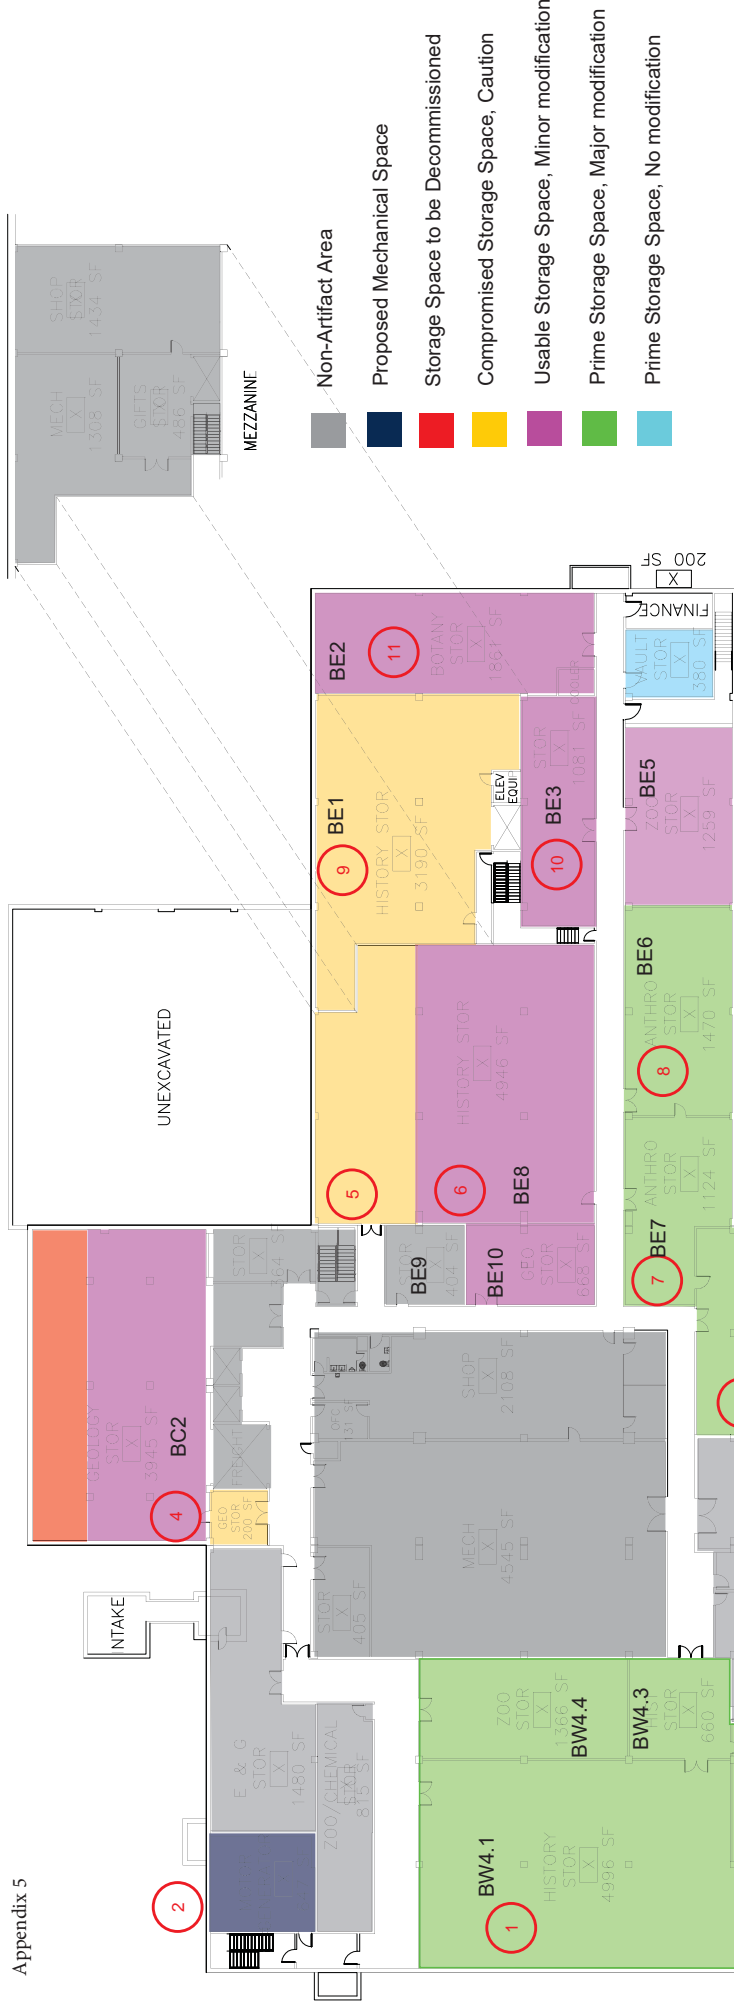 Appendix 5
MEZZANINE
SHOP
STOR
X
1434 SF
MECH
X
1308 SF
GIFTS
STOR
X
486 SF
Non-Artifact Area
Proposed Mechanical Space
Storage Space to be Decommissioned
Compromised Storage Space, Caution
Usable Storage Space, Minor modification
Prime Storage Space, Major modification
Prime Storage Space, No modification
UNEXCAVATED
INTAKE
2
E & G
STOR
X
1480 SF
ZOO/CHEMICAL
STOR
X
815 SF
GEOLOGY
STOR
X
3945 SF
BC2
4
GEO
STOR
200 SF
FREIGHT
STOR
X
STOR
X
405 SF
MECH
X
4545 SF
OFC
131 SF
SHOP
X
2108 SF
BE9
X
404 SF
BE10
GEO
STOR
X
668 SF
5
6
BE8
HISTORY STOR
X
4946 SF
9
BE1
HISTORY STOR
X
3190 SF
ELEV
EQUIP
BE2
11
BOTANY
STOR
X
1861 SF
COOLER
BE3
10
STOR
X
1081 SF
VAULT
STOR
X
380 SF
FINANCE
X
200 SF
BE5
ZOO
STOR
X
1259 SF
BE6
8
ANTHRO
STOR
X
1470 SF
BE7
7
ANTHRO
STOR
X
1124 SF
BW4.1
1
HISTORY
STOR
X
4996 SF
BW4.4
ZOO
STOR
X
1366 SF
BW4.3
STOR
X
660 SF